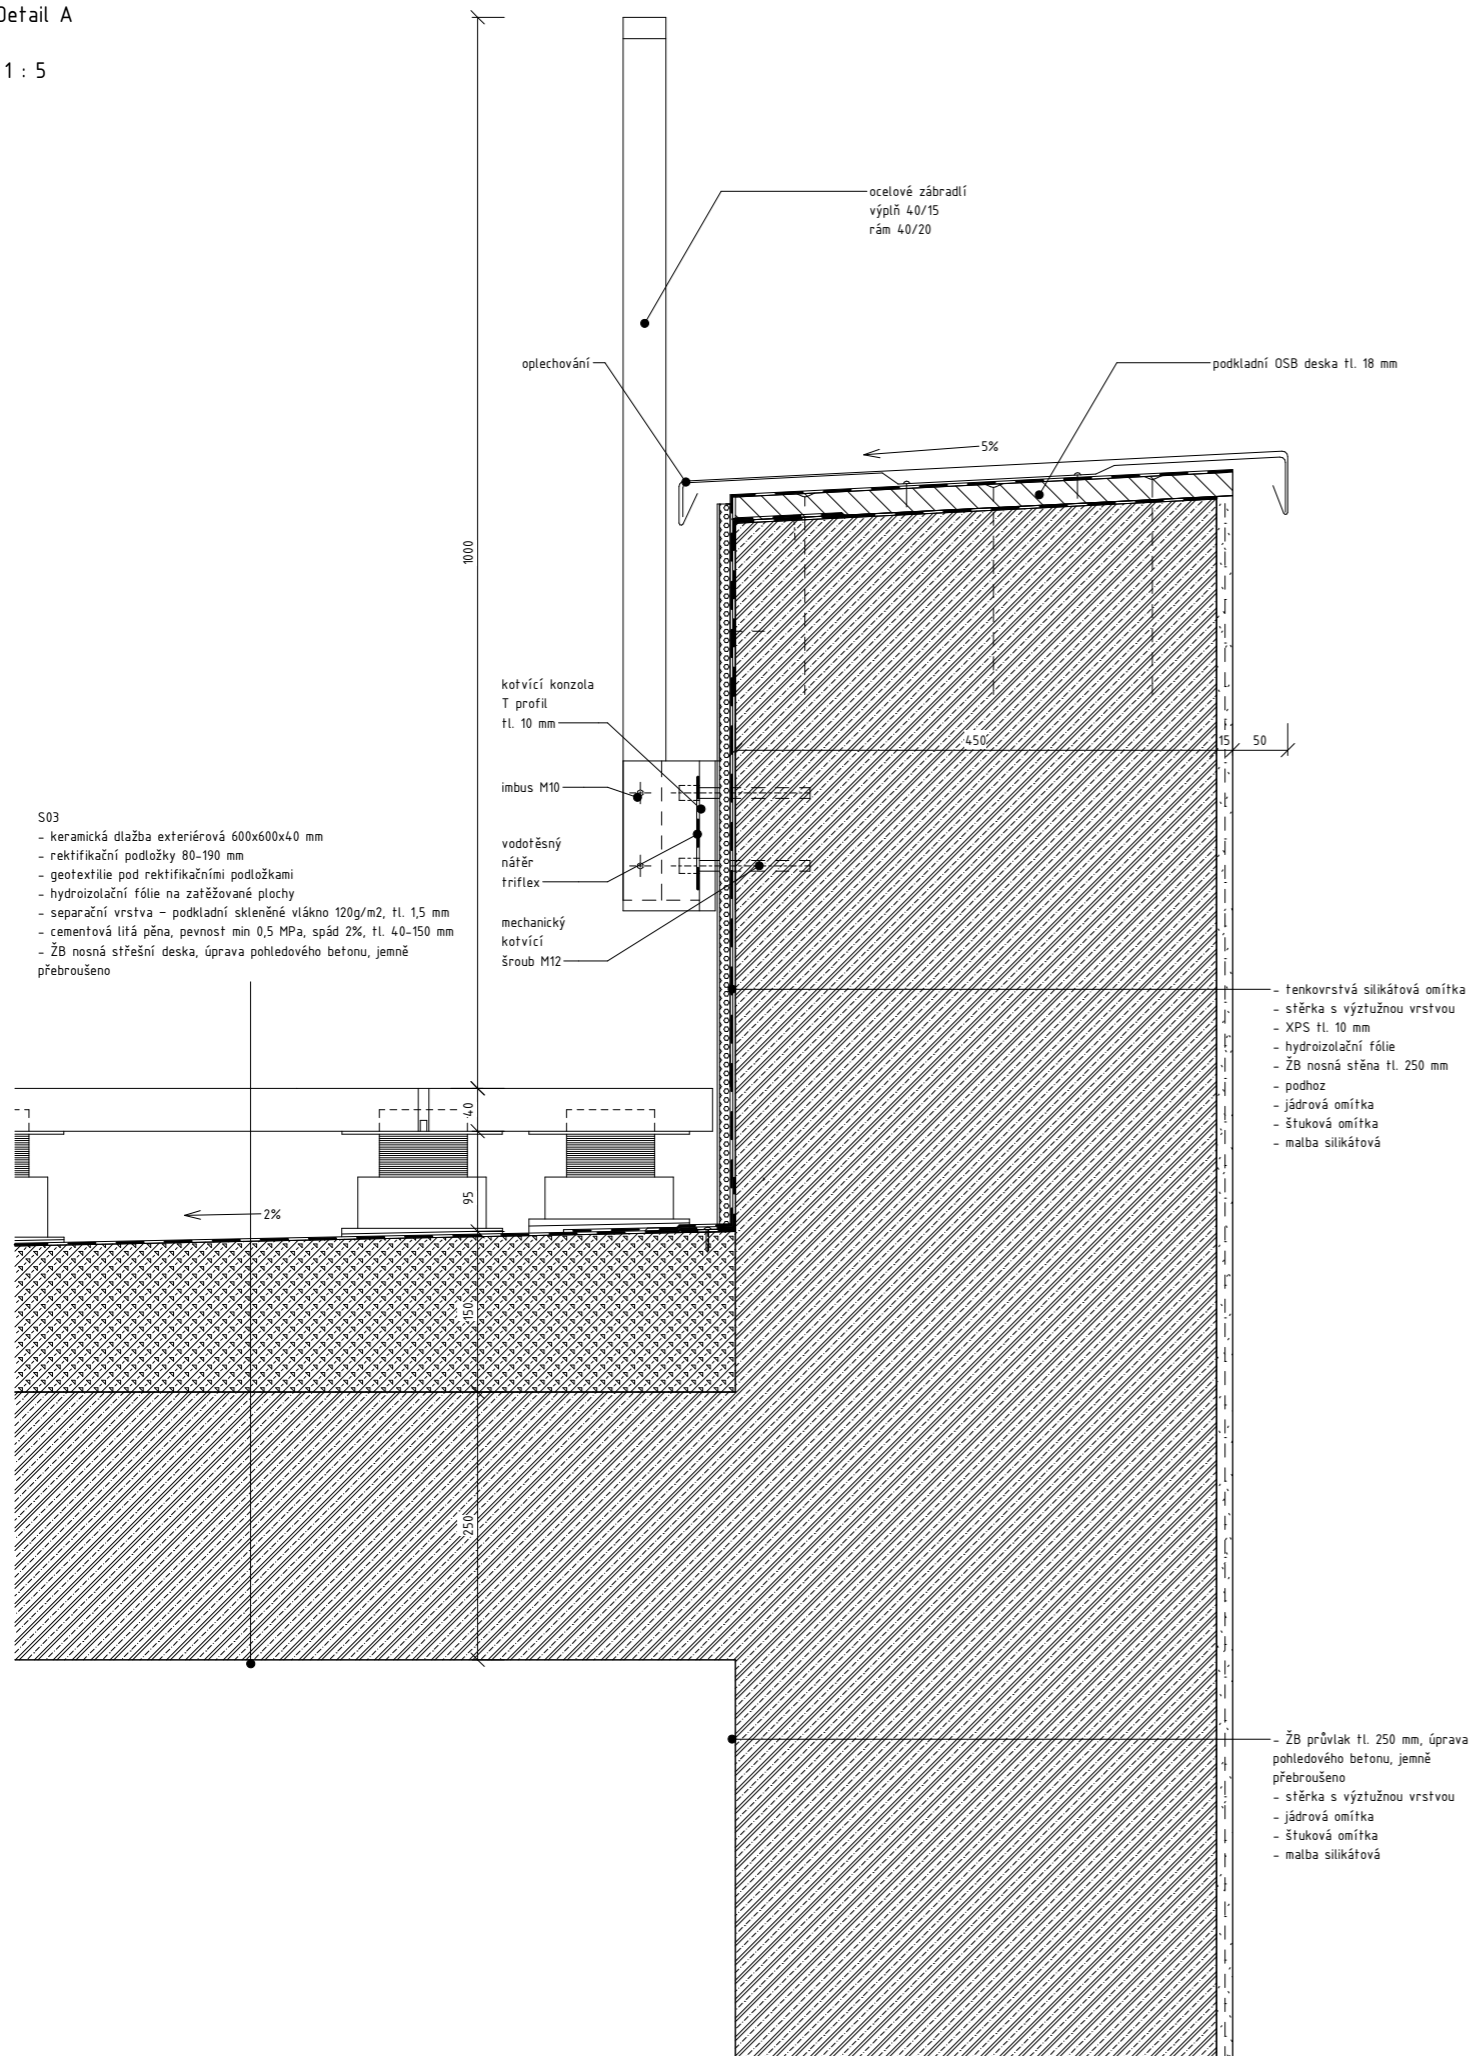 Detail A
1 : 5
ocelové zábradlí
výplň 40/15
rám 40/20
oplechování
podkladní OSB deska tl. 18 mm
5%
1000
kotvící konzola
T profil
tl. 10 mm
450
15
50
imbus M10
vodotěsný
nátěr
triflex
mechanický
kotvící
šroub M12
S03
- keramická dlažba exteriérová 600x600x40 mm
- rektifikační podložky 80-190 mm
- geotextilie pod rektifikačními podložkami
- hydroizolační fólie na zatěžované plochy
- separační vrstva - podkladní skleněné vlákno 120g/m2, tl. 1,5 mm
- cementová litá pěna, pevnost min 0,5 MPa, spád 2%, tl. 40-150 mm
- ŽB nosná střešní deska, úprava pohledového betonu, jemně
přebroušeno
- tenkovrstvá silikátová omítka
- stěrka s výztužnou vrstvou
- XPS tl. 10 mm
- hydroizolační fólie
- ŽB nosná stěna tl. 250 mm
- podhoz
- jádrová omítka
- štuková omítka
- malba silikátová
40
95
2%
150
250
- ŽB průvlak tl. 250 mm, úprava
pohledového betonu, jemně
přebroušeno
- stěrka s výztužnou vrstvou
- jádrová omítka
- štuková omítka
- malba silikátová